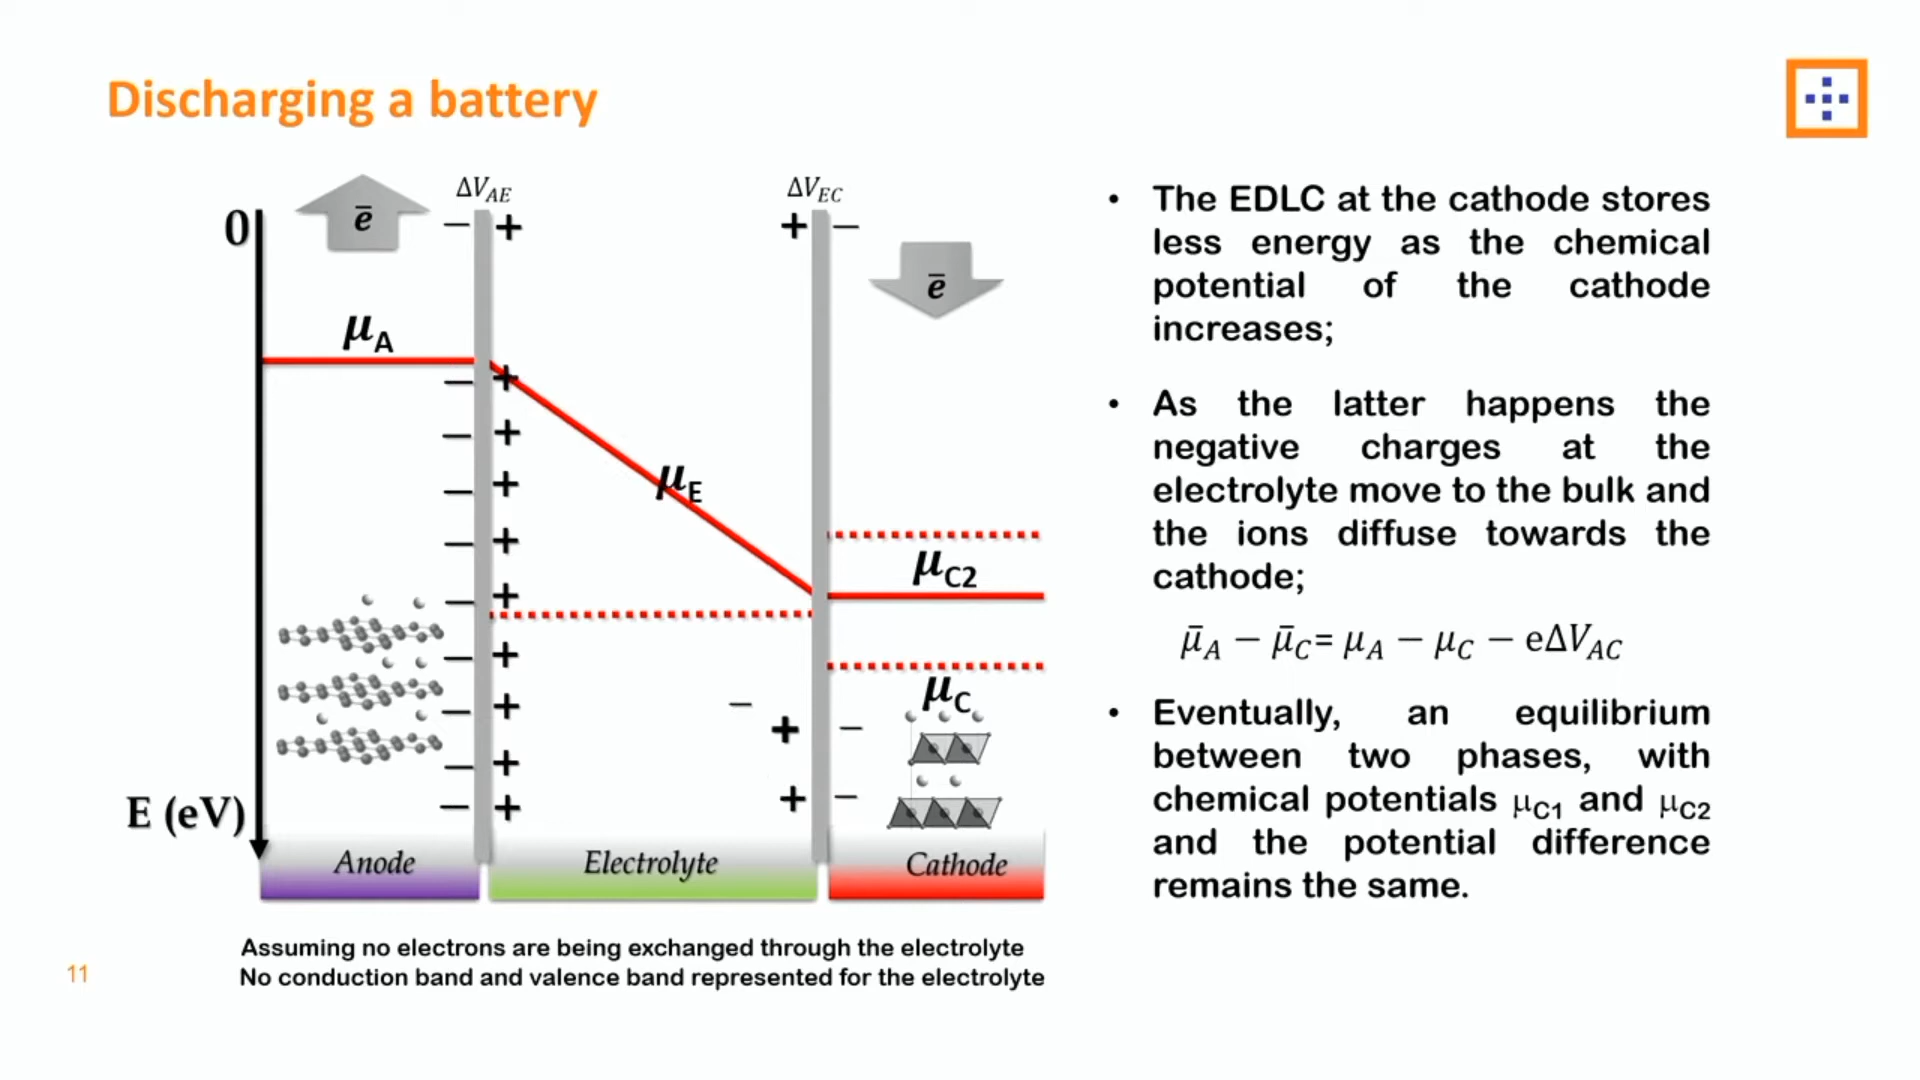 Discharging a battery
ΔV_AE
ΔV_EC
0
ē
ē
− +
+ −
μ_A
μ_E
μ_C2
μ_C
E (eV)
Anode
Electrolyte
Cathode
Assuming no electrons are being exchanged through the electrolyte
No conduction band and valence band represented for the electrolyte
11
• The EDLC at the cathode stores
less energy as the chemical
potential of the cathode
increases;
• As the latter happens the
negative charges at the
electrolyte move to the bulk and
the ions diffuse towards the
cathode;
μ̄_A − μ̄_C= μ_A − μ_C − eΔV_AC
• Eventually, an equilibrium
between two phases, with
chemical potentials μ_C1 and μ_C2
and the potential difference
remains the same.